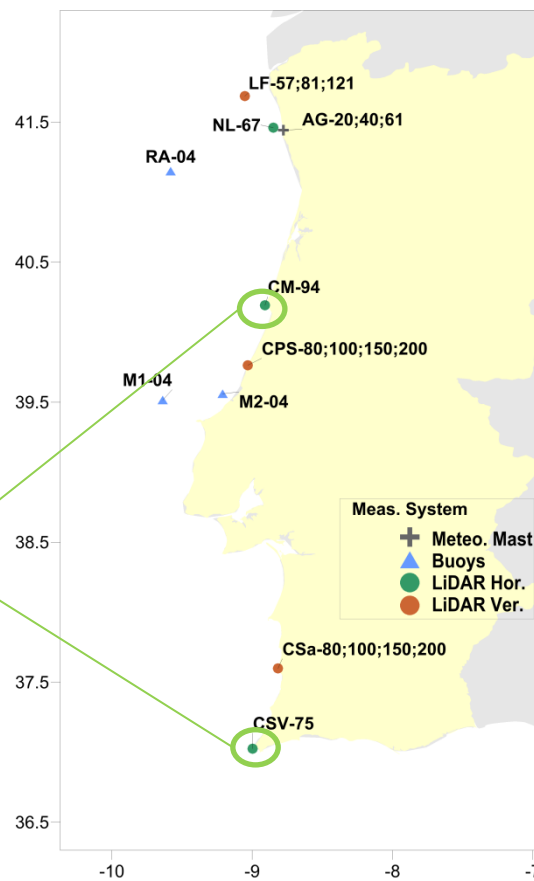 LF-57;81;121
41.5
NL-67
AG-20;40;61
RA-04
40.5
CM-94
CPS-80;100;150;200
M1-04
39.5
M2-04
Meas. System
Meteo. Mast
Buoys
LiDAR Hor.
LiDAR Ver.
38.5
CSa-80;100;150;200
37.5
CSV-75
36.5
-10
-9
-8
-7